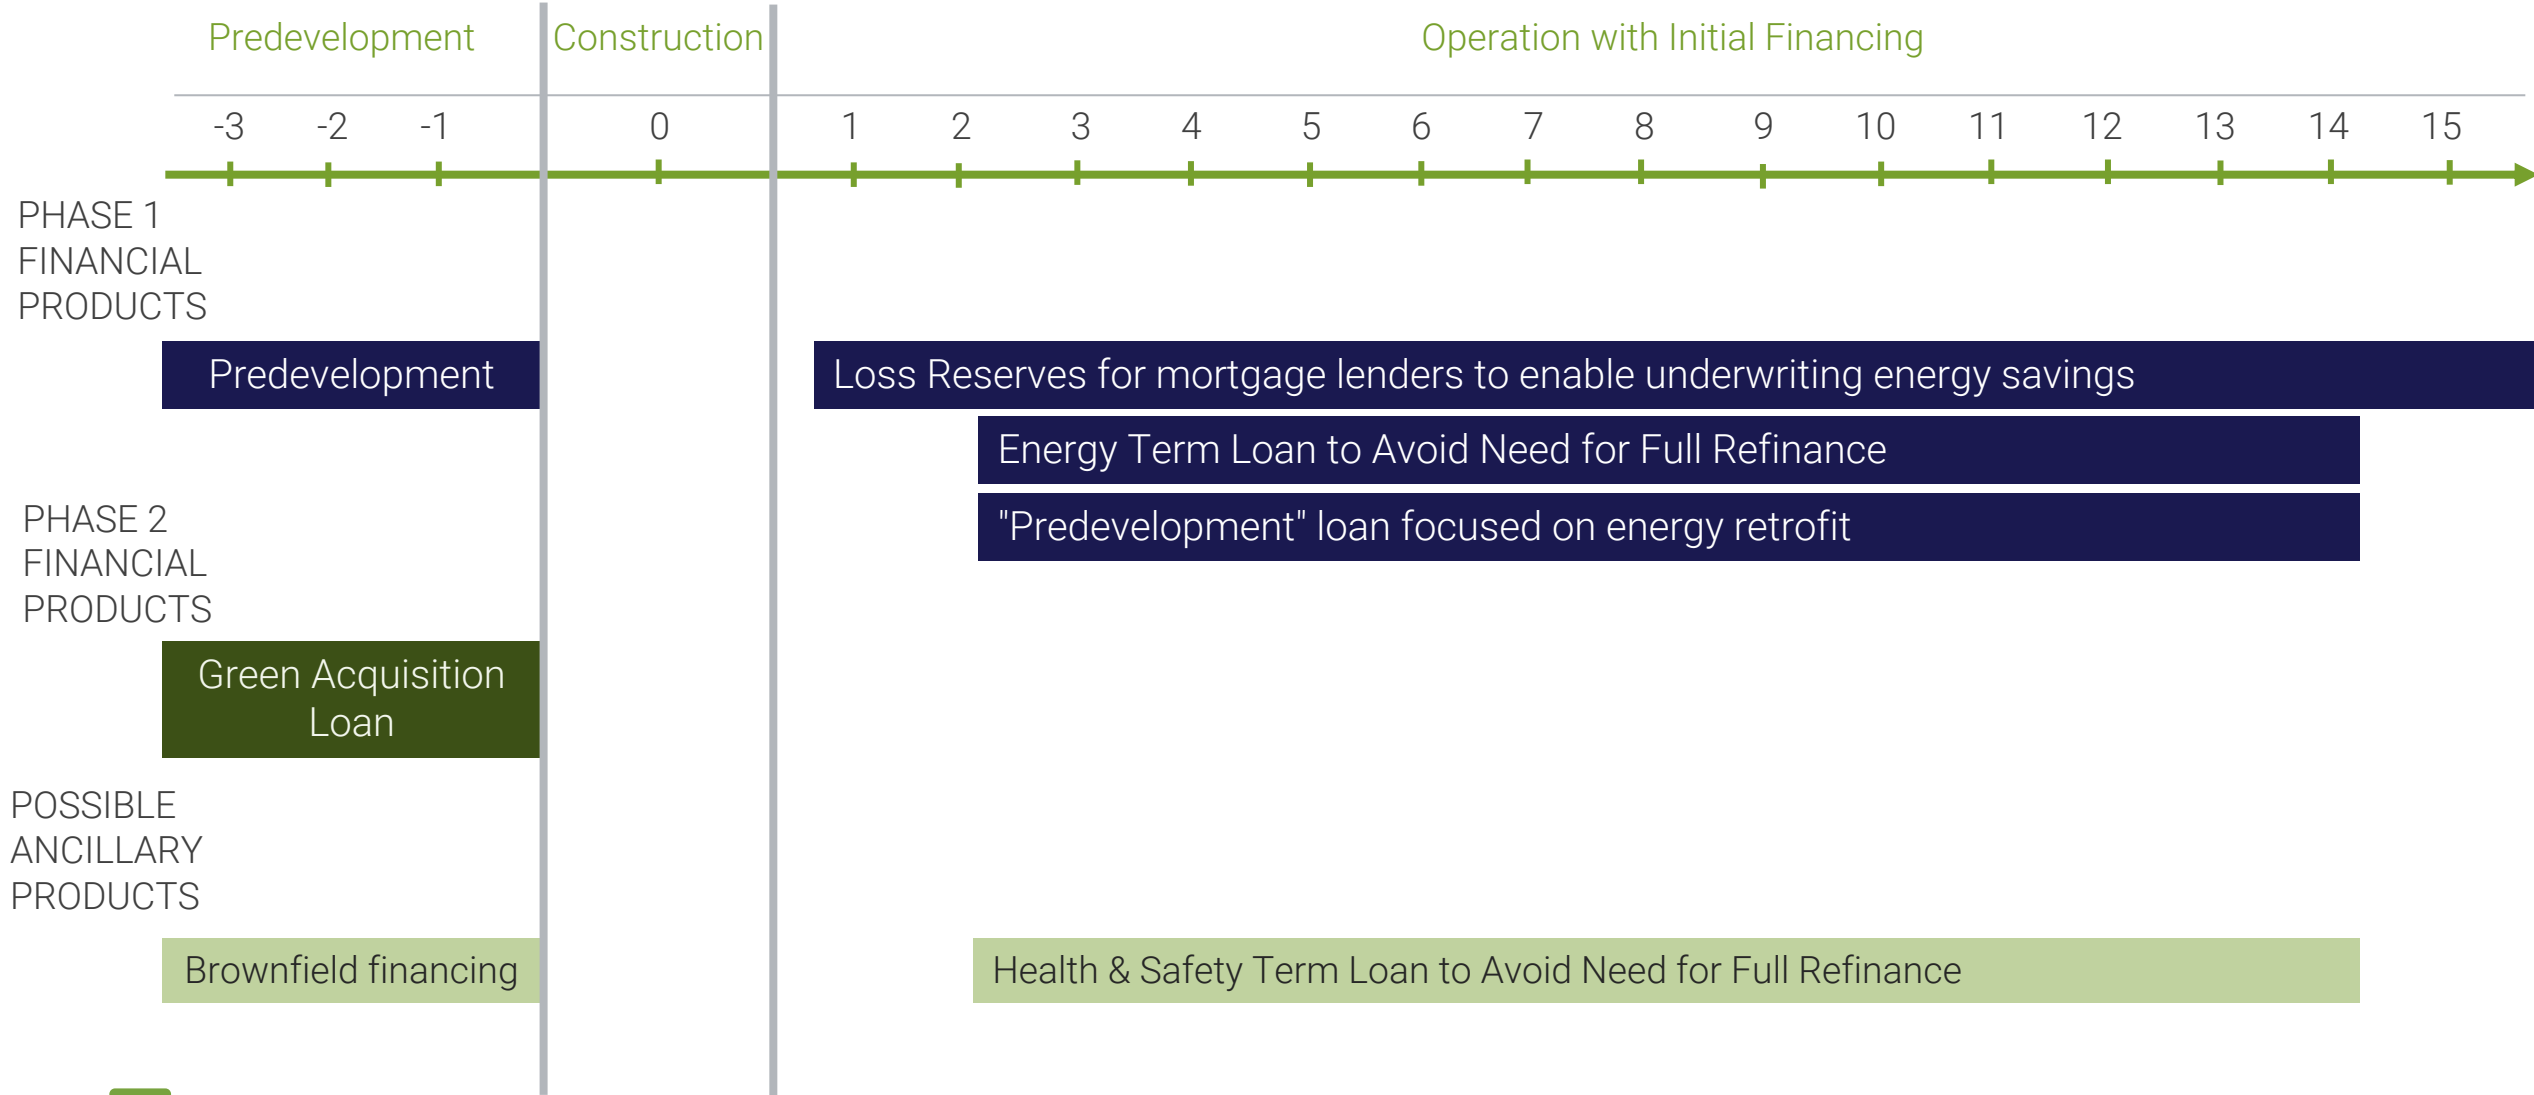 Predevelopment
Construction
Operation with Initial Financing
-3 -2 -1 0 1 2 3 4 5 6 7 8 9 10 11 12 13 14 15
PHASE 1
FINANCIAL
PRODUCTS
Predevelopment
Loss Reserves for mortgage lenders to enable underwriting energy savings
Energy Term Loan to Avoid Need for Full Refinance
"Predevelopment" loan focused on energy retrofit
PHASE 2
FINANCIAL
PRODUCTS
Green Acquisition
Loan
POSSIBLE
ANCILLARY
PRODUCTS
Brownfield financing
Health & Safety Term Loan to Avoid Need for Full Refinance